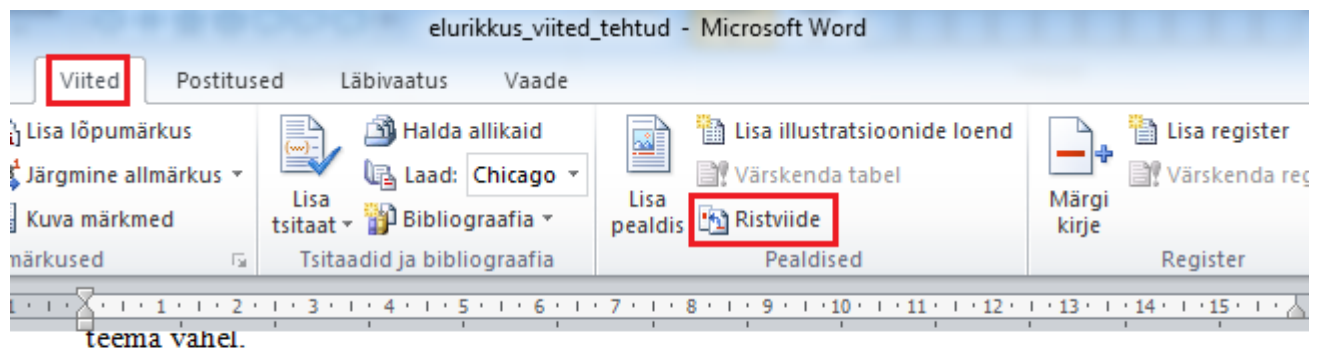 elurikkus_viited_tehtud - Microsoft Word
Viited Postitused Läbivaatus Vaade
Lisa lõpumärkus Halda allikaid Lisa illustratsioonide loend Lisa register
Järgmine allmärkus Laad: Chicago Värskenda tabel Värskenda reg
Lisa tsitaat Lisa pealdis Märgi kirje
Kuva märkmed Bibliograafia Ristviide
märkused Tsitaadid ja bibliograafia Pealdised Register
1 1 2 3 4 5 6 7 8 9 10 11 12 13 14 15
teema vahel.